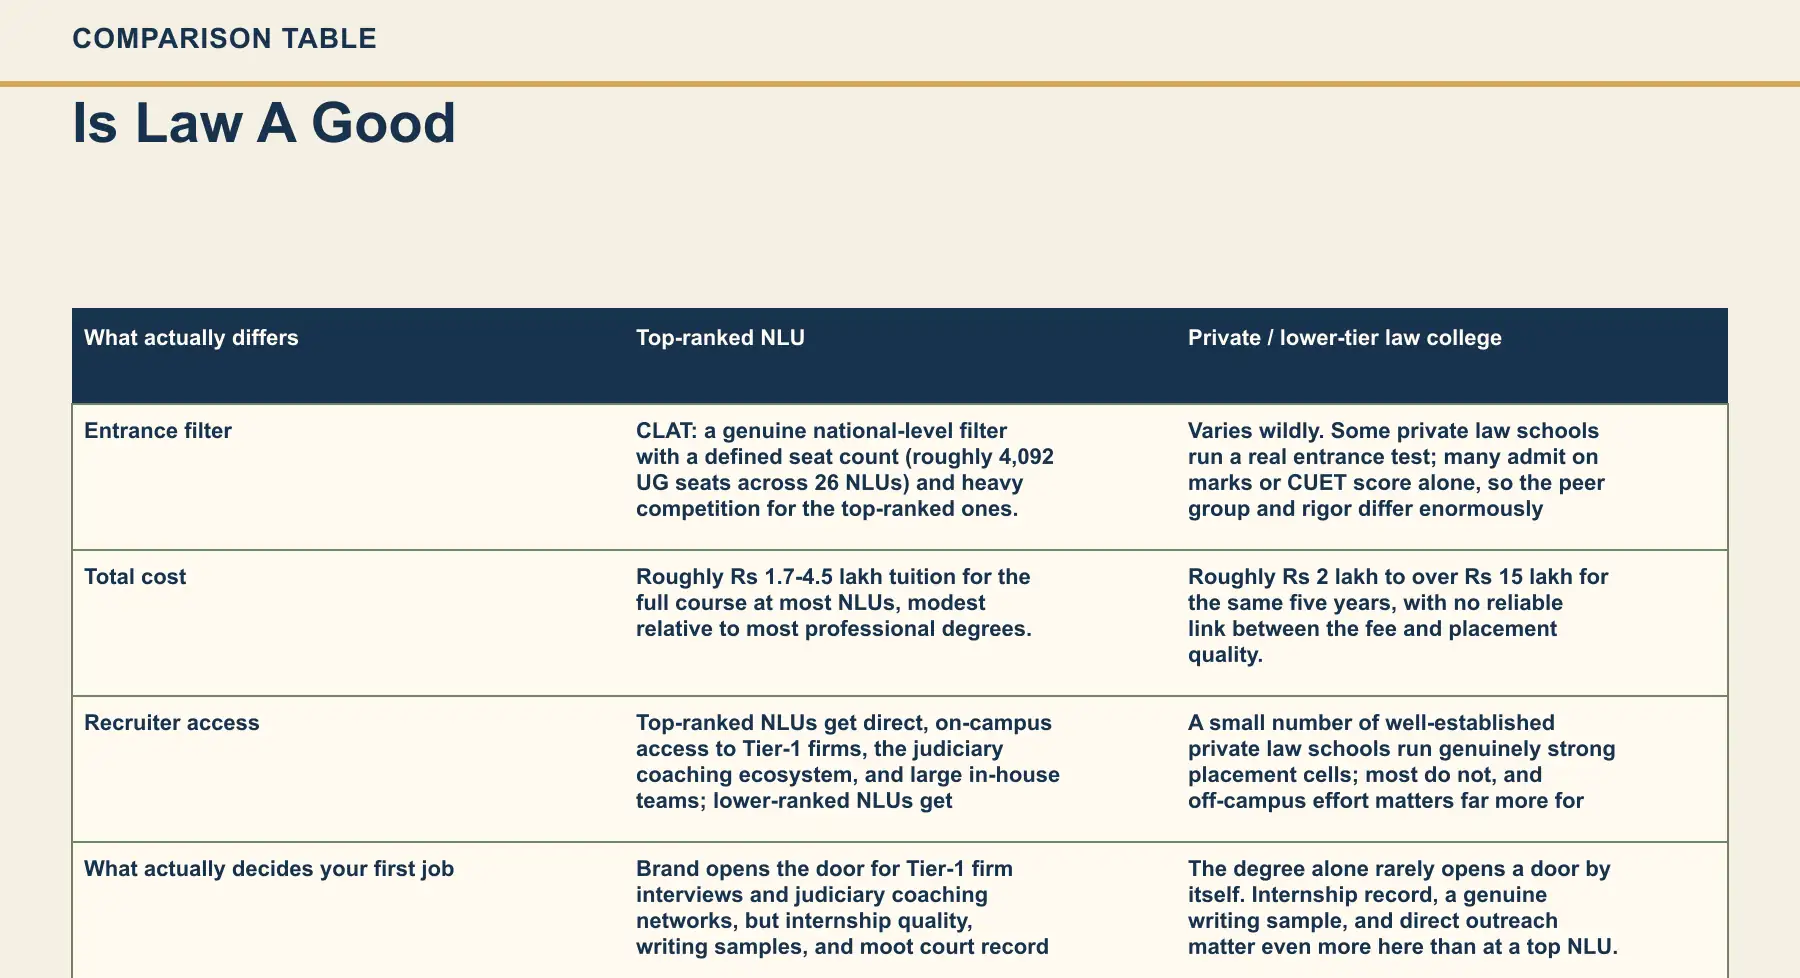 COMPARISON TABLE
Is Law A Good
What actually differs
Top-ranked NLU
Private / lower-tier law college
Entrance filter
CLAT: a genuine national-level filter
with a defined seat count (roughly 4,092
UG seats across 26 NLUs) and heavy
competition for the top-ranked ones.
Varies wildly. Some private law schools
run a real entrance test; many admit on
marks or CUET score alone, so the peer
group and rigor differ enormously
Total cost
Roughly Rs 1.7-4.5 lakh tuition for the
full course at most NLUs, modest
relative to most professional degrees.
Roughly Rs 2 lakh to over Rs 15 lakh for
the same five years, with no reliable
link between the fee and placement
quality.
Recruiter access
Top-ranked NLUs get direct, on-campus
access to Tier-1 firms, the judiciary
coaching ecosystem, and large in-house
teams; lower-ranked NLUs get
A small number of well-established
private law schools run genuinely strong
placement cells; most do not, and
off-campus effort matters far more for
What actually decides your first job
Brand opens the door for Tier-1 firm
interviews and judiciary coaching
networks, but internship quality,
writing samples, and moot court record
The degree alone rarely opens a door by
itself. Internship record, a genuine
writing sample, and direct outreach
matter even more here than at a top NLU.